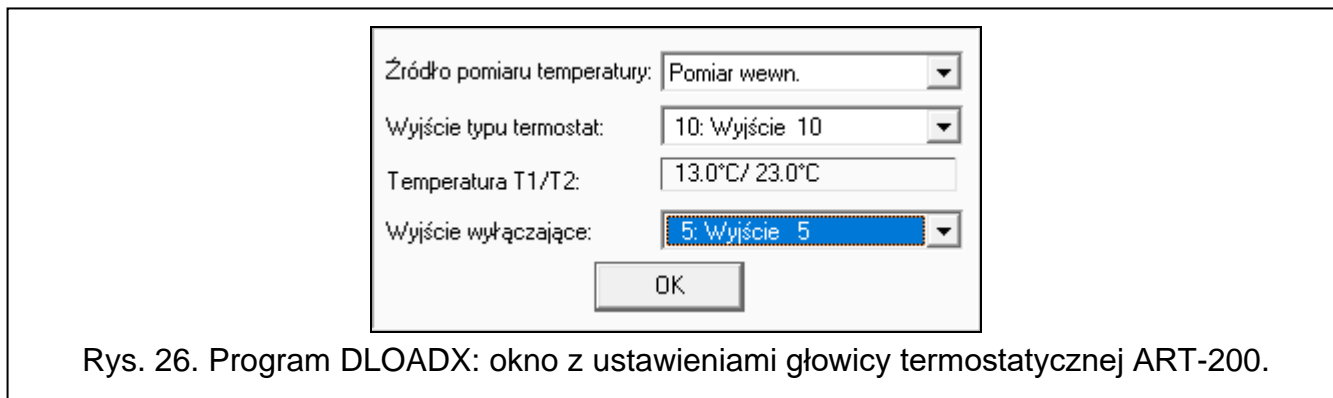 Źródło pomiaru temperatury: Pomiar wewn.
Wyjście typu termostat: 10: Wyjście 10
Temperatura T1/T2: 13.0°C/ 23.0°C
Wyjście wyłączające: 5: Wyjście 5
OK
Rys. 26. Program DLOADX: okno z ustawieniami głowicy termostatycznej ART-200.